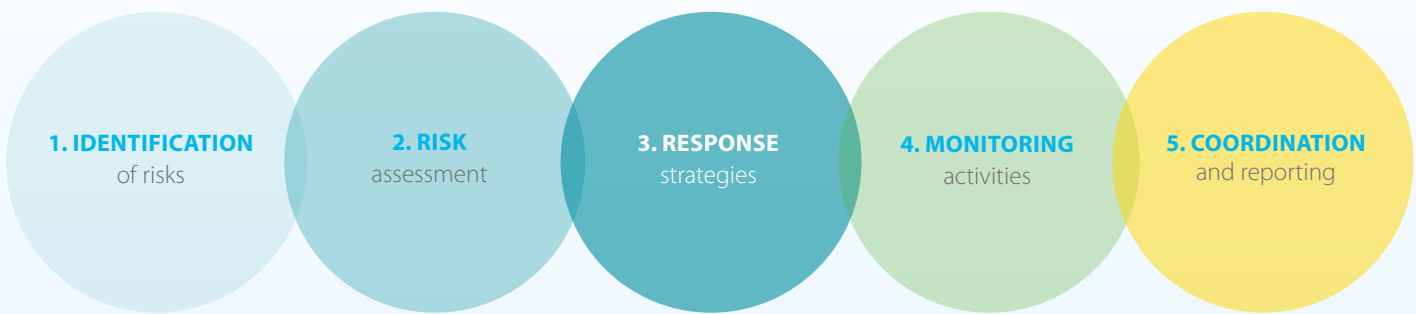 1. IDENTIFICATION
of risks
2. RISK
assessment
3. RESPONSE
strategies
4. MONITORING
activities
5. COORDINATION
and reporting